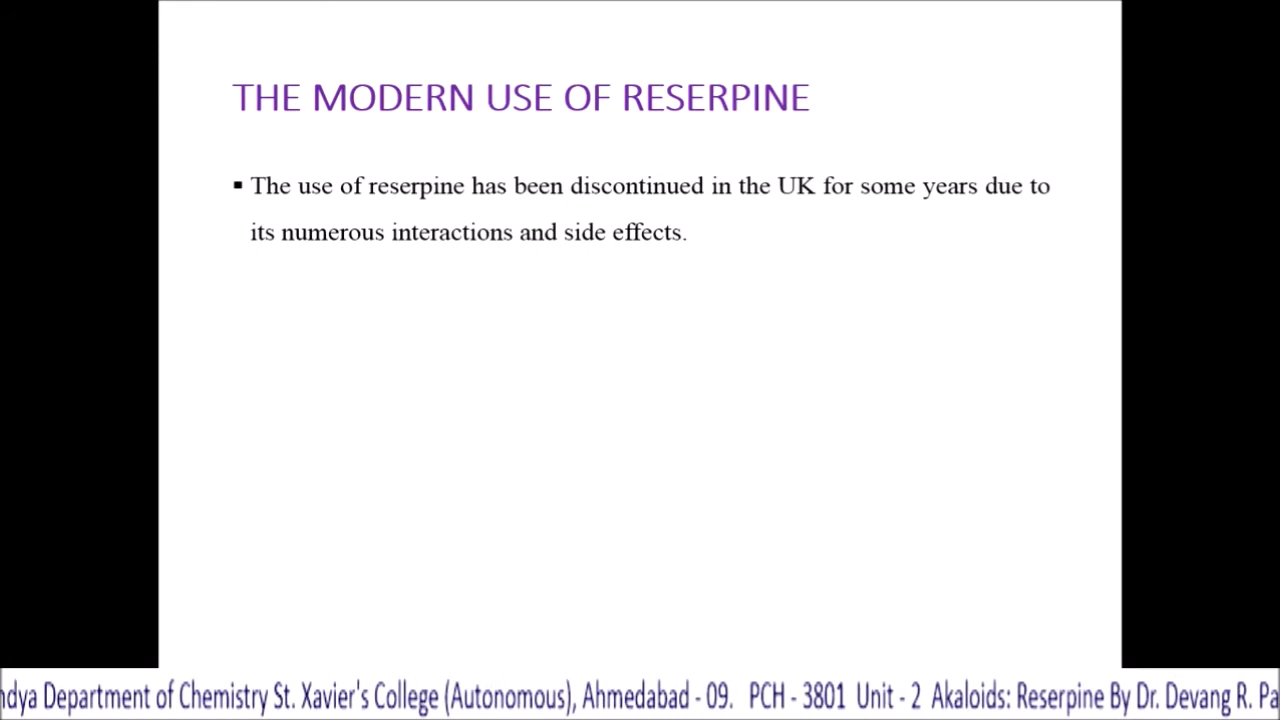 THE MODERN USE OF RESERPINE
▪ The use of reserpine has been discontinued in the UK for some years due to
its numerous interactions and side effects.
Department of Chemistry St. Xavier's College (Autonomous), Ahmedabad - 09. PCH - 3801 Unit - 2 Akaloids: Reserpine By Dr. Devang R.